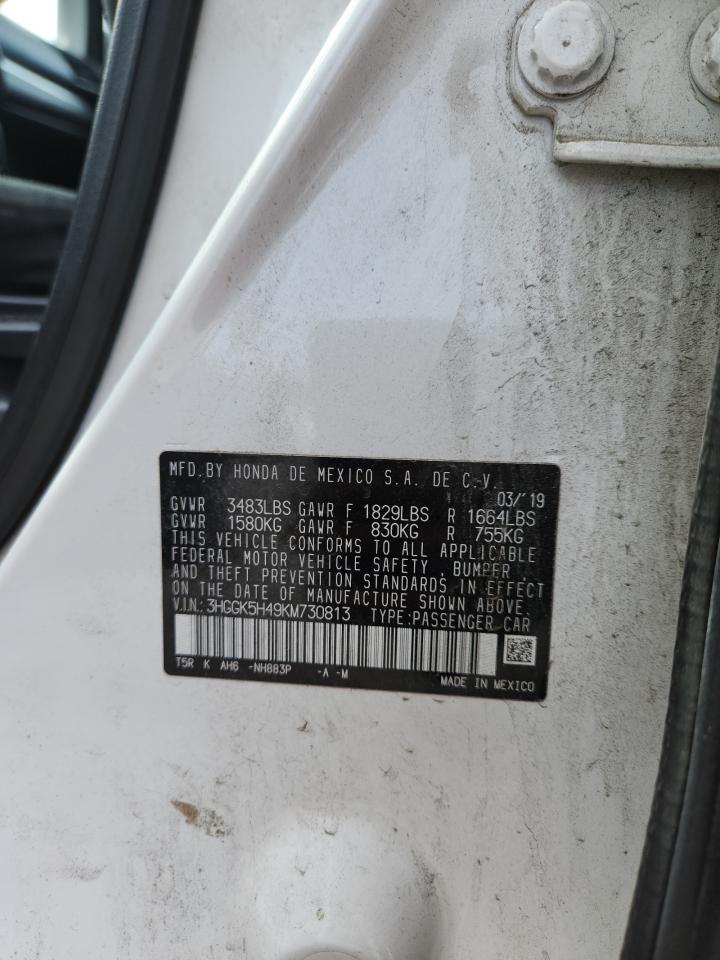 MFD. BY HONDA DE MEXICO S.A. DE C.V.
03/'19
GVWR 3483LBS GAWR F 1829LBS R 1664LBS
GVWR 1580KG GAWR F 830KG R 755KG
THIS VEHICLE CONFORMS TO ALL APPLICABLE
FEDERAL MOTOR VEHICLE SAFETY, BUMPER,
AND THEFT PREVENTION STANDARDS IN EFFECT
ON THE DATE OF MANUFACTURE SHOWN ABOVE.
V.I.N.: 3HGGK5H49KM730813 TYPE: PASSENGER CAR
T5R K AH6 -NH883P -A -M
MADE IN MEXICO